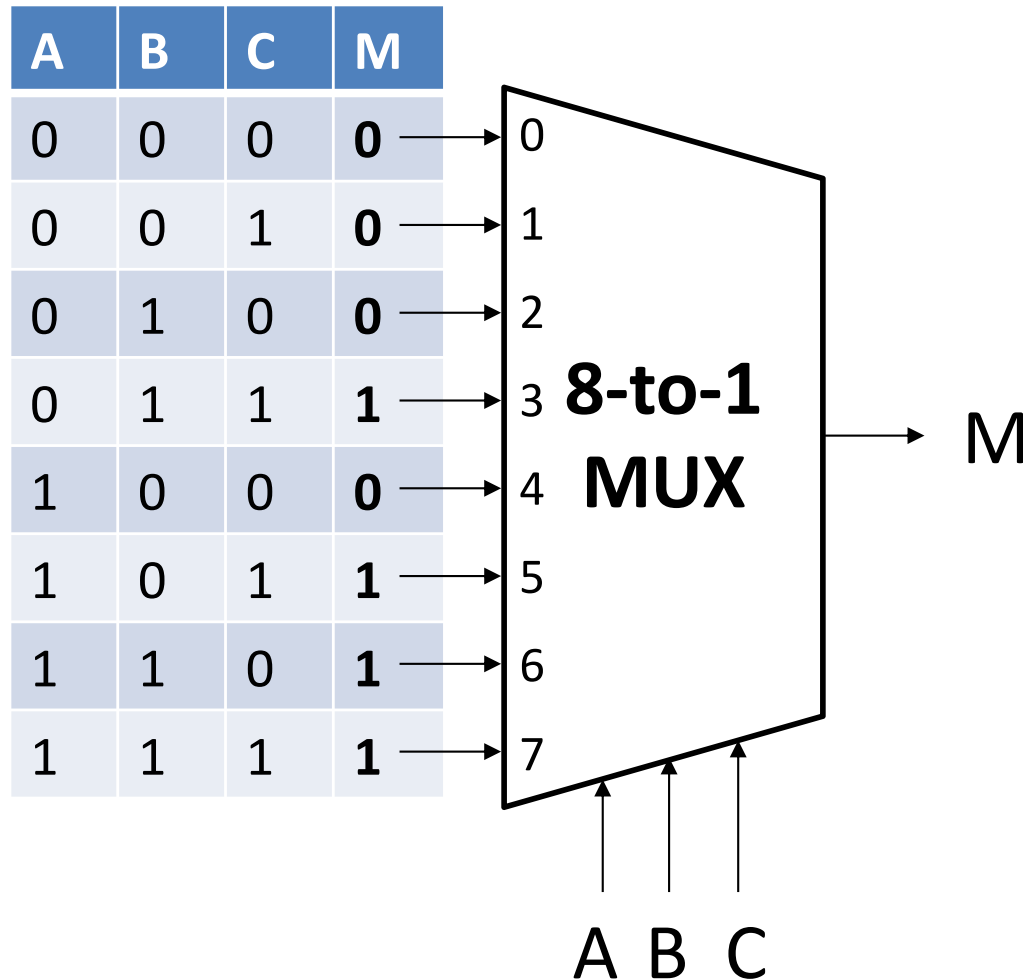 A B C M
0 0 0 0 0
0 0 1 0 1
0 1 0 0 2
0 1 1 1 3
8-to-1
MUX
M
1 0 0 0 4
1 0 1 1 5
1 1 0 1 6
1 1 1 1 7
A B C